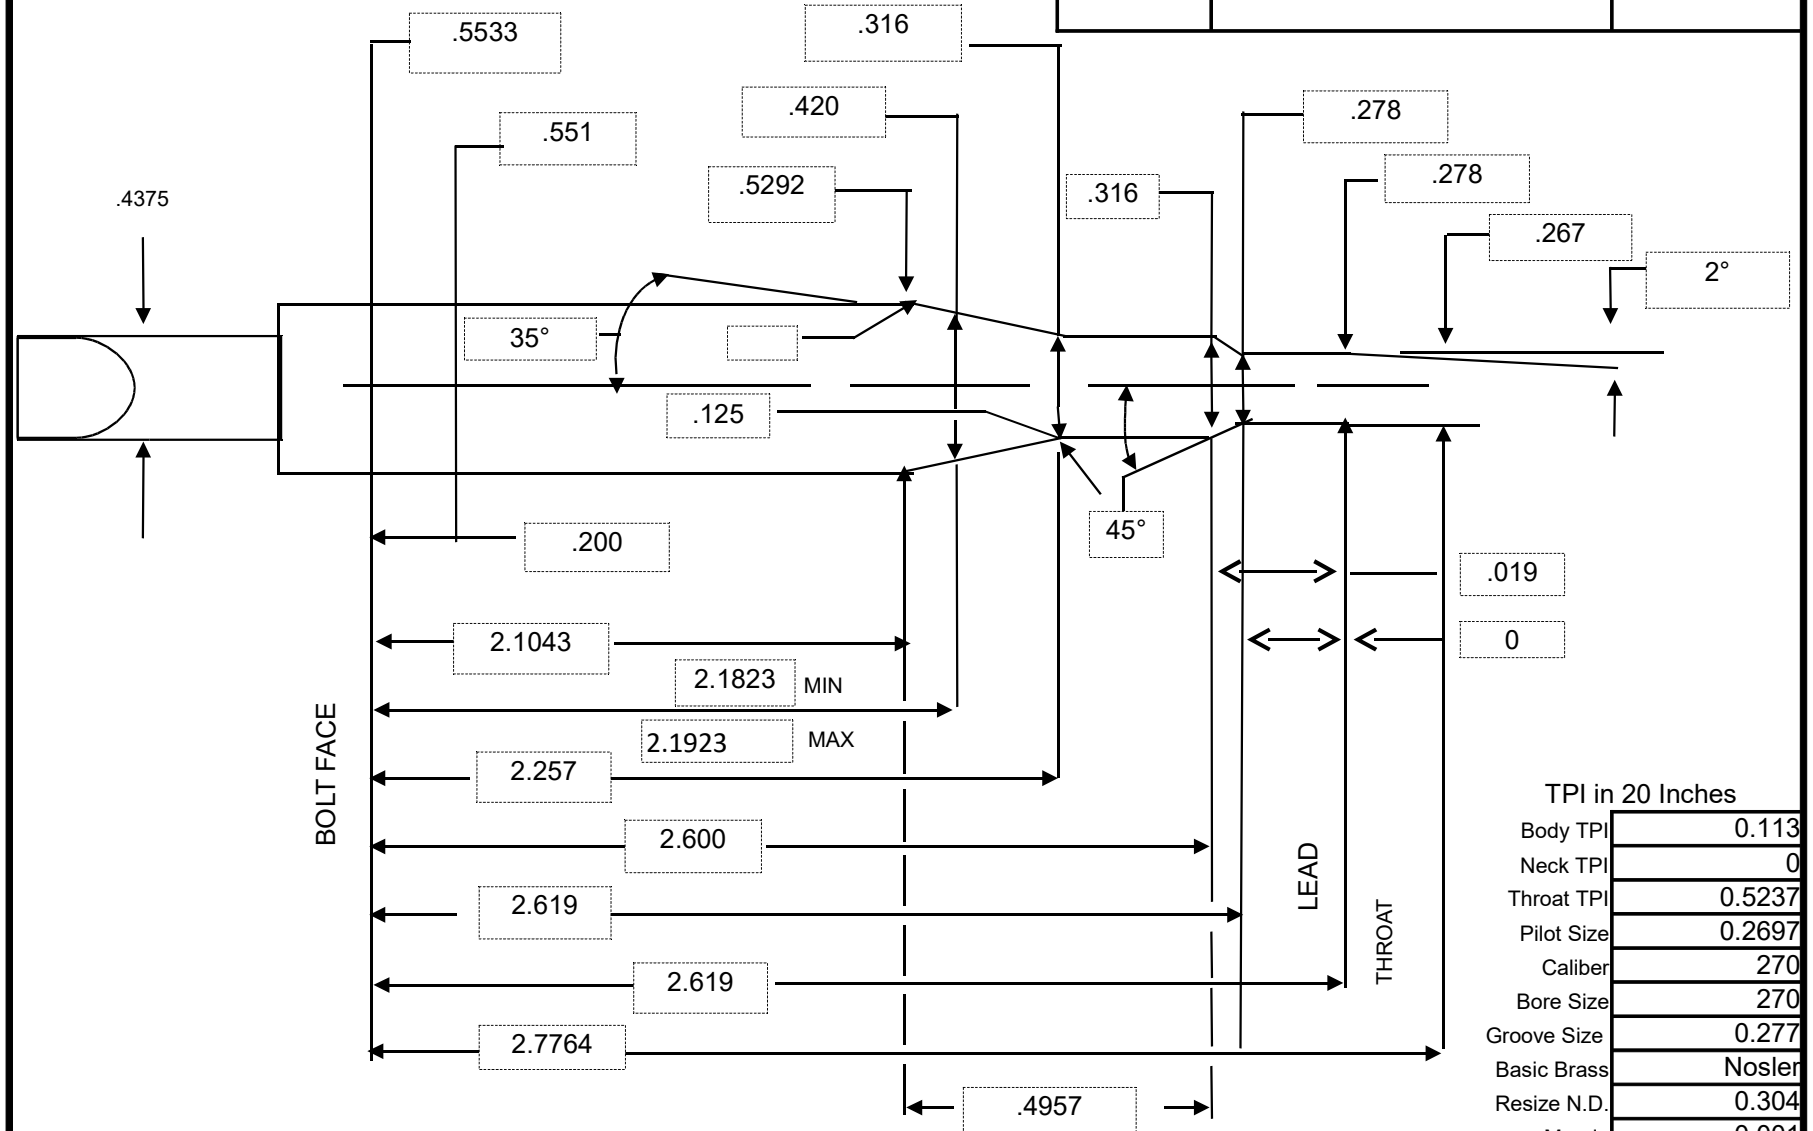 .5533
.316
.420
.278
.551
.5292
.278
.316
.4375
.267
2°
35°
.125
45°
.200
.019
0
2.1043
2.1823 MIN
2.1923 MAX
2.257
2.600
2.619
2.619
2.7764
.4957
BOLT FACE
LEAD
THROAT
TPI in 20 Inches
Body TPI 0.113
Neck TPI 0
Throat TPI 0.5237
Pilot Size 0.2697
Caliber 270
Bore Size 270
Groove Size 0.277
Basic Brass Nosler
Resize N.D. 0.304